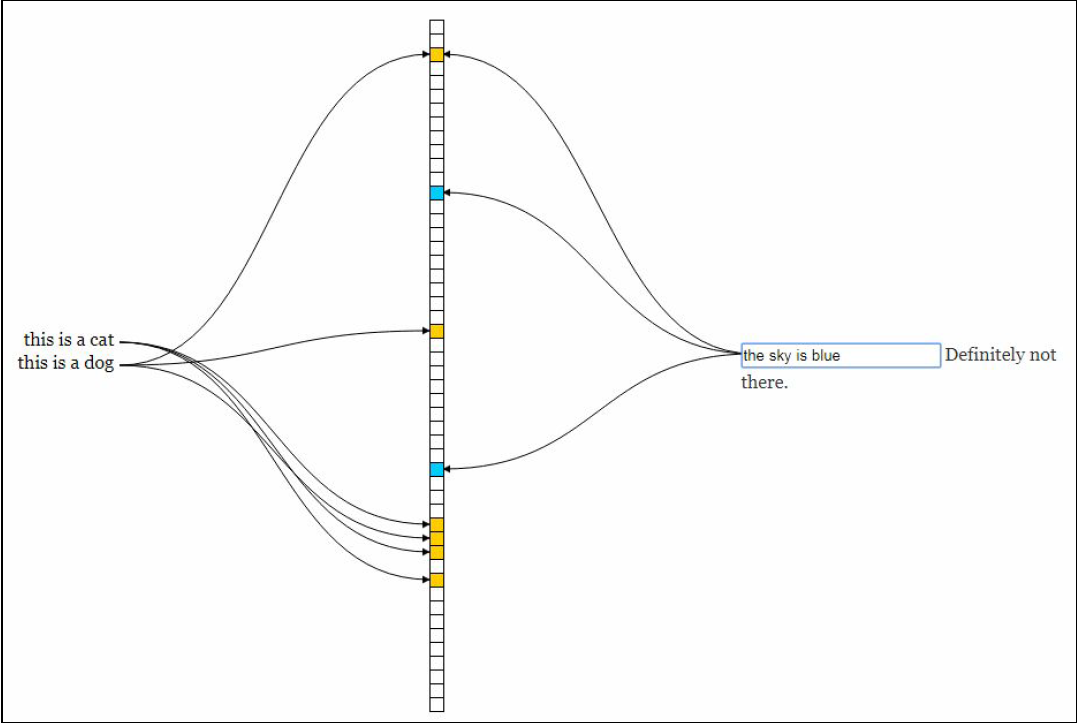 this is a cat
this is a dog
the sky is blue Definitely not
there.